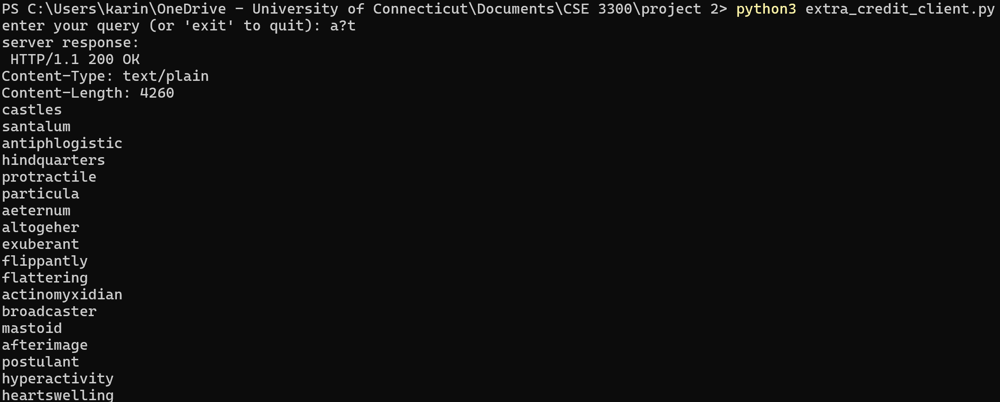 PS C:\Users\karin\OneDrive - University of Connecticut\Documents\CSE 3300\project 2> python3 extra_credit_client.py
enter your query (or 'exit' to quit): a?t
server response:
 HTTP/1.1 200 OK
Content-Type: text/plain
Content-Length: 4260
castles
santalum
antiphlogistic
hindquarters
protractile
particula
aeternum
altogeher
exuberant
flippantly
flattering
actinomyxidian
broadcaster
mastoid
afterimage
postulant
hyperactivity
heartswelling